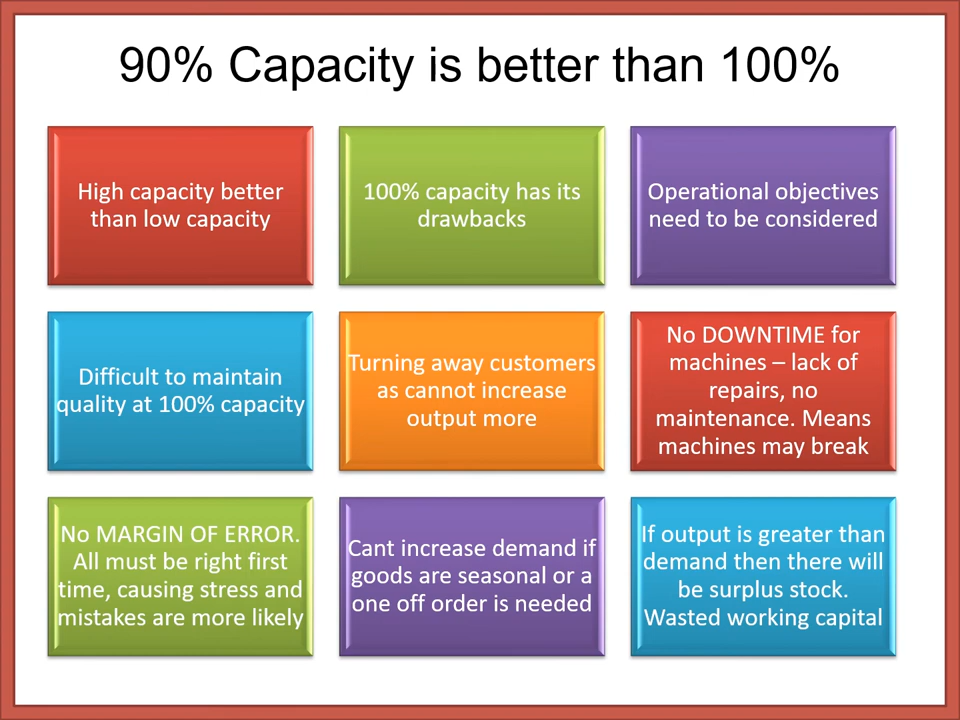 90% Capacity is better than 100%
High capacity better
than low capacity
100% capacity has its
drawbacks
Operational objectives
need to be considered
Difficult to maintain
quality at 100% capacity
Turning away customers
as cannot increase
output more
No DOWNTIME for
machines – lack of
repairs, no
maintenance. Means
machines may break
No MARGIN OF ERROR.
All must be right first
time, causing stress and
mistakes are more likely
Cant increase demand if
goods are seasonal or a
one off order is needed
If output is greater than
demand then there will
be surplus stock.
Wasted working capital